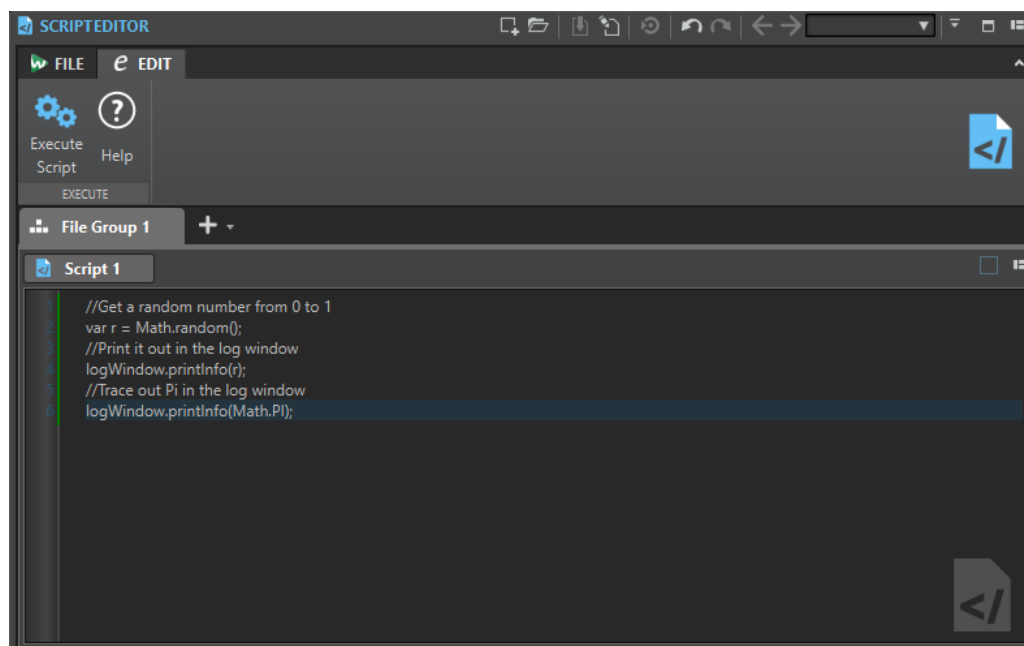 SCRIPTEDITOR
FILE
e EDIT
Execute
Script
Help
EXECUTE
File Group 1
Script 1
1 //Get a random number from 0 to 1
2 var r = Math.random();
3 //Print it out in the log window
4 logWindow.printInfo(r);
5 //Trace out Pi in the log window
6 logWindow.printInfo(Math.PI);